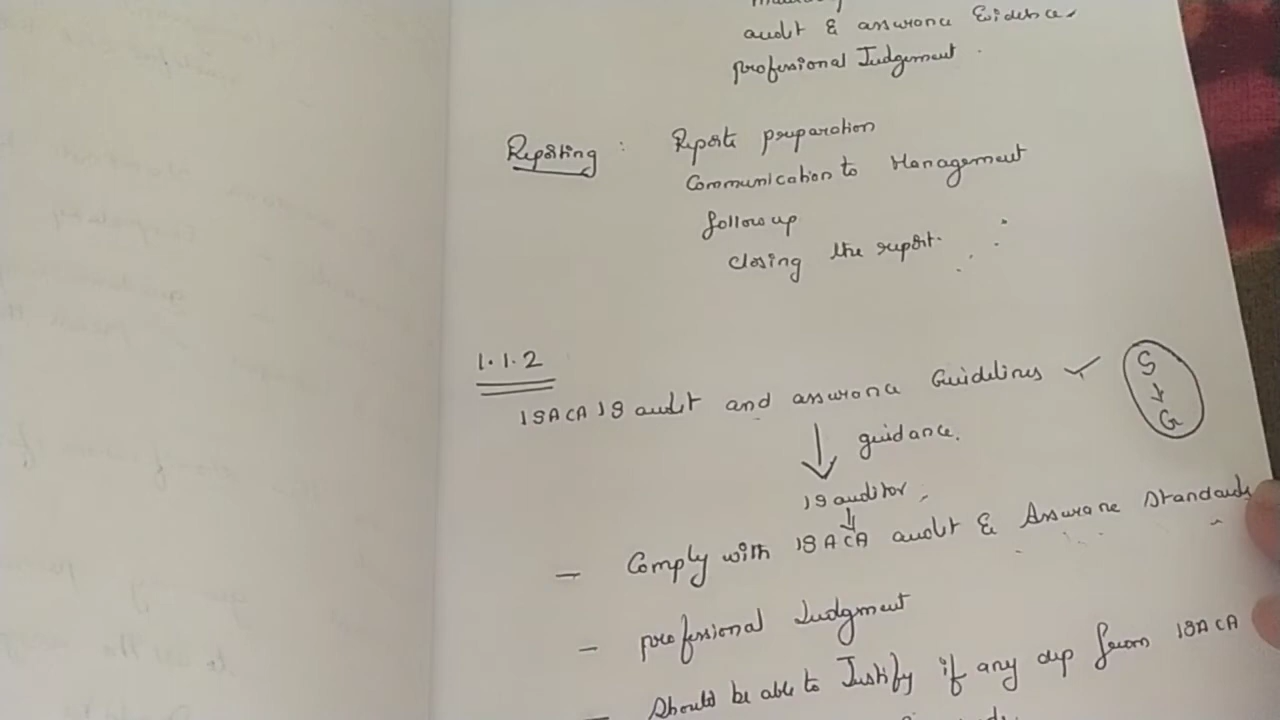 audit & assurance Evidence
professional Judgement
Reporting : Reports preparation
Communication to Management
follow up
closing the report.
1.1.2
ISACA IS audit and assurance Guidelines ✓
S
↓
G
↓ guidance.
IS auditor,
↓
- Comply with ISACA audit & Assurance Standards
- professional Judgment
- Should be able to Justify if any dep from ISACA